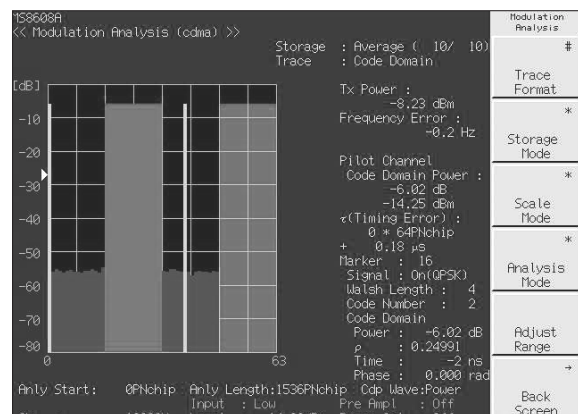 MS8608A
<< Modulation Analysis (cdma) >>
Storage : Average ( 10/ 10)
Trace : Code Domain
[dB]
-10
-20
-30
-40
-50
-60
-70
-80
0
63
Tx Power :
-8.23 dBm
Frequency Error :
-0.2 Hz
Pilot Channel
Code Domain Power :
-6.02 dB
-14.25 dBm
τ(Timing Error) :
0 * 64PNchip
+ 0.18 μs
Marker : 16
Signal : On(QPSK)
Walsh Length : 4
Code Number : 2
Code Domain
Power : -6.02 dB
ρ : 0.24991
Time : -2 ns
Phase : 0.000 rad
Anly Start: 0PNchip Anly Length:1536PNchip Cdp Wave:Power
Input : Low Pre Ampl : Off
Modulation
Analysis
#
Trace
Format
*
Storage
Mode
*
Scale
Mode
*
Analysis
Mode
Adjust
Range
→
Back
Screen